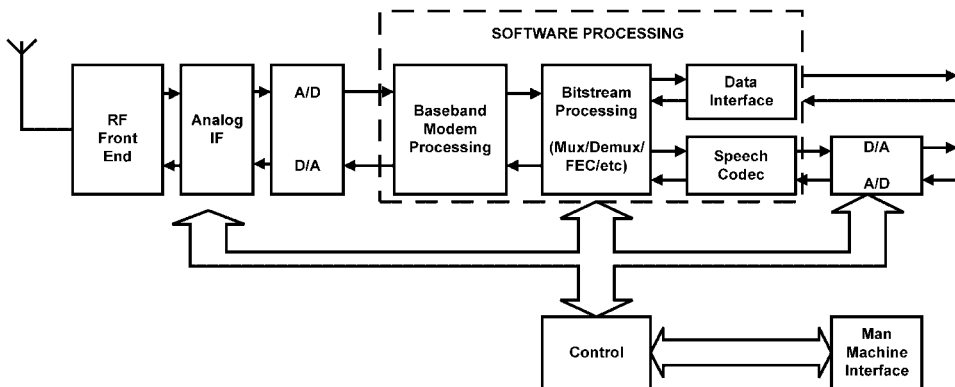 SOFTWARE PROCESSING
RF
Front
End
Analog
IF
A/D
D/A
Baseband
Modem
Processing
Bitstream
Processing
(Mux/Demux/
FEC/etc)
Data
Interface
Speech
Codec
D/A
A/D
Control
Man
Machine
Interface